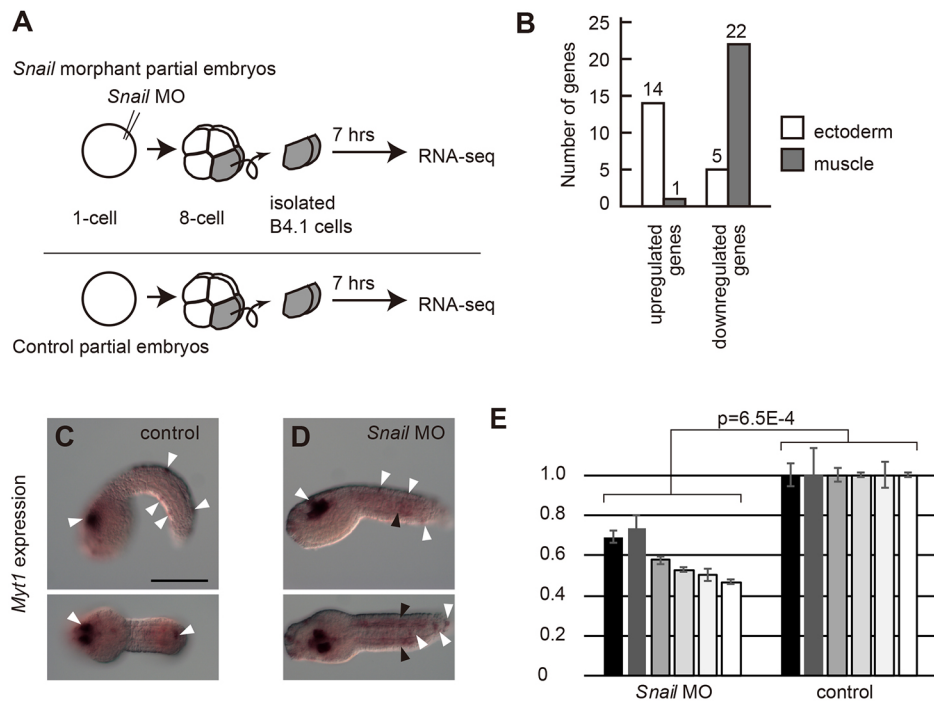 A
Snail morphant partial embryos
Snail MO
7 hrs
RNA-seq
1-cell
8-cell
isolated
B4.1 cells
7 hrs
RNA-seq
Control partial embryos
B
Number of genes
25
20
15
10
5
0
14
1
5
22
upregulated
genes
downregulated
genes
ectoderm
muscle
Myt1 expression
C
control
D
Snail MO
E
p=6.5E-4
1.0
0.8
0.6
0.4
0.2
0
Snail MO
control